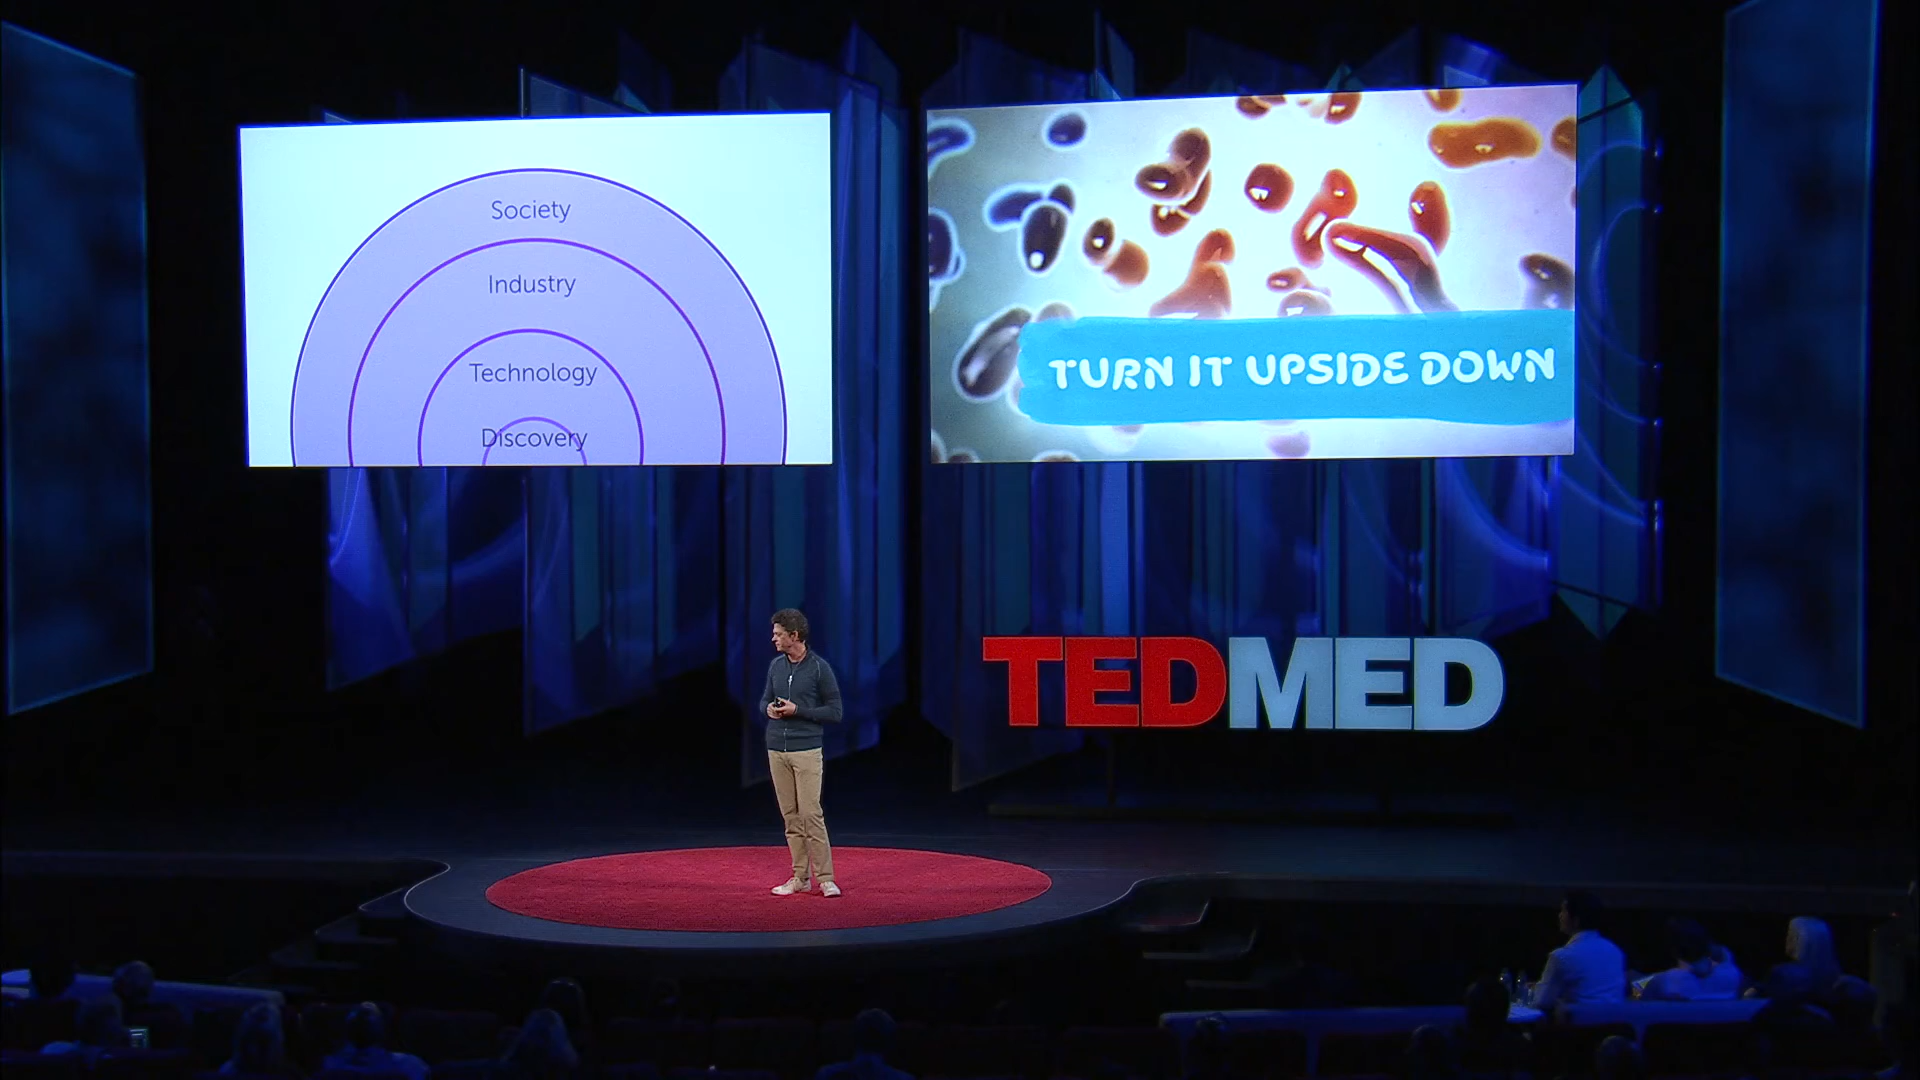 Society
Industry
Technology
Discovery
TURN IT UPSIDE DOWN
TEDMED